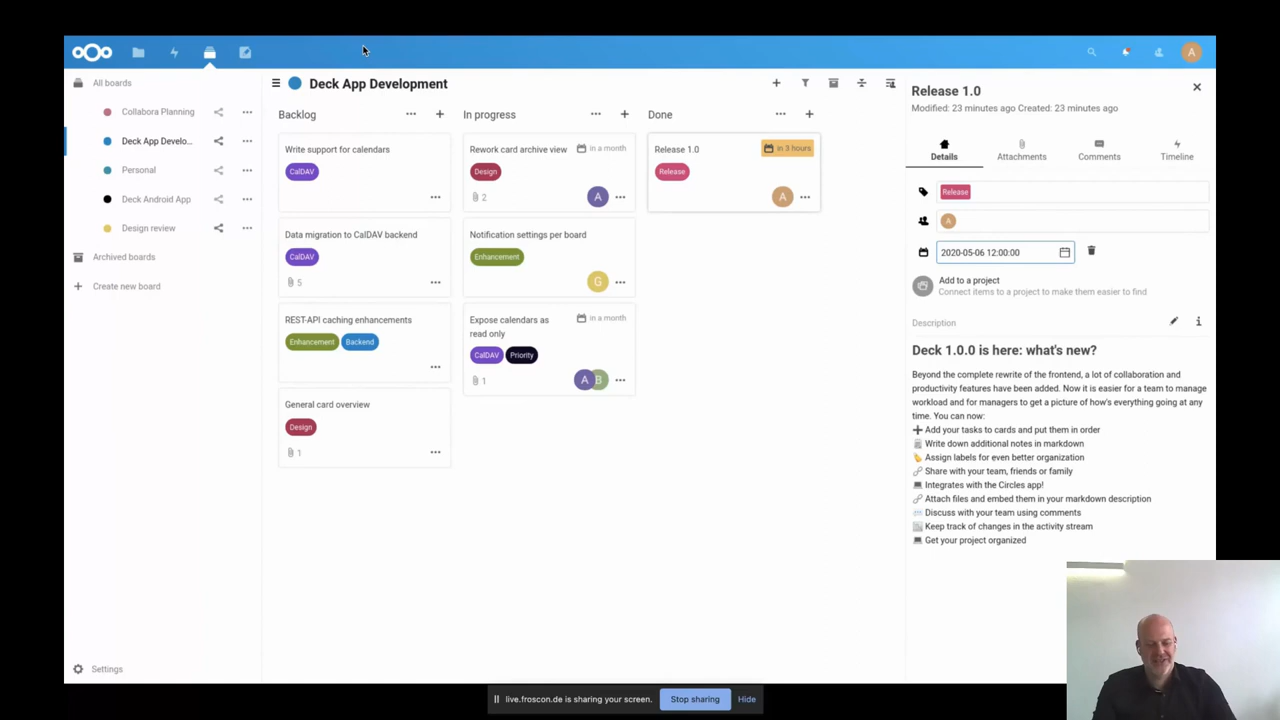 All boards
Collabora Planning
Deck App Develo...
Personal
Deck Android App
Design review
Archived boards
Create new board
Settings
Deck App Development
Backlog
Write support for calendars
CalDAV
Data migration to CalDAV backend
CalDAV
5
REST-API caching enhancements
Enhancement Backend
General card overview
Design
1
In progress
Rework card archive view in a month
Design
2 A
Notification settings per board
Enhancement
G
Expose calendars as in a month
read only
CalDAV Priority
1 A B
Done
Release 1.0 in 3 hours
Release
A
A
Release 1.0
Modified: 23 minutes ago Created: 23 minutes ago
Details Attachments Comments Timeline
Release
A
2020-05-06 12:00:00
Add to a project
Connect items to a project to make them easier to find
Description
Deck 1.0.0 is here: what's new?
Beyond the complete rewrite of the frontend, a lot of collaboration and
productivity features have been added. Now it is easier for a team to manage
workload and for managers to get a picture of how's everything going at any
time. You can now:
Add your tasks to cards and put them in order
Write down additional notes in markdown
Assign labels for even better organization
Share with your team, friends or family
Integrates with the Circles app!
Attach files and embed them in your markdown description
Discuss with your team using comments
Keep track of changes in the activity stream
Get your project organized
live.froscon.de is sharing your screen. Stop sharing Hide